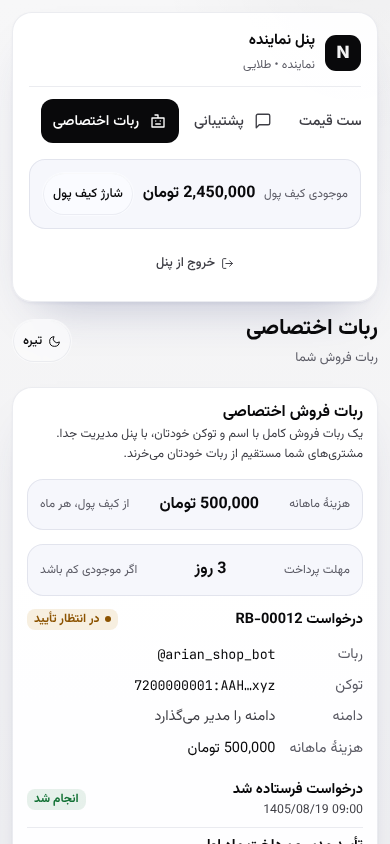 N
پنل نماینده
نماینده • طلایی
ست قیمت
پشتیبانی
ربات اختصاصی
موجودی کیف پول 2,450,000 تومان شارژ کیف پول
خروج از پنل
ربات اختصاصی
تیره
ربات فروش شما
ربات فروش اختصاصی
یک ربات فروش کامل با اسم و توکن خودتان، با پنل مدیریت جدا.
مشتری‌های شما مستقیم از ربات خودتان می‌خرند.
هزینهٔ ماهانه 500,000 تومان از کیف پول، هر ماه
مهلت پرداخت 3 روز اگر موجودی کم باشد
درخواست RB-00012 در انتظار تأیید
ربات @arian_shop_bot
توکن 7200000001:AAH…xyz
دامنه دامنه را مدیر می‌گذارد
هزینهٔ ماهانه 500,000 تومان
درخواست فرستاده شد
انجام شد
1405/08/19 09:00